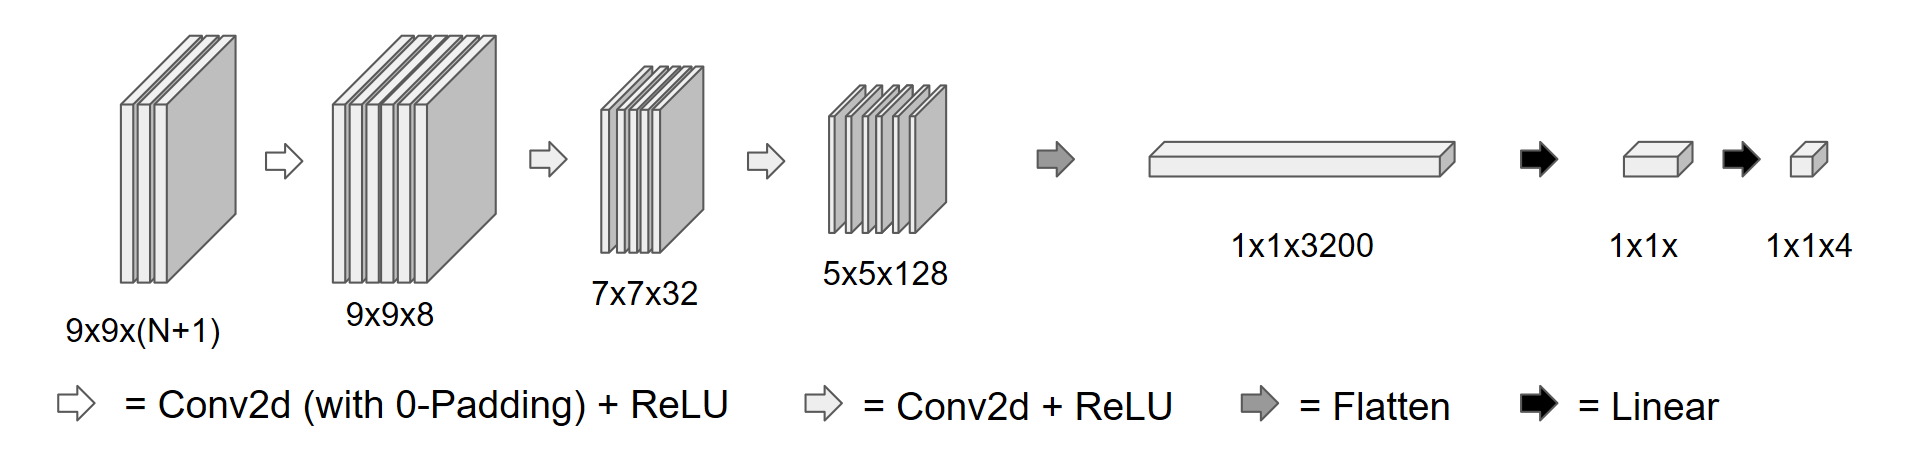 9x9x(N+1)
9x9x8
7x7x32
5x5x128
1x1x3200
1x1x
1x1x4
= Conv2d (with 0-Padding) + ReLU
= Conv2d + ReLU
= Flatten
= Linear